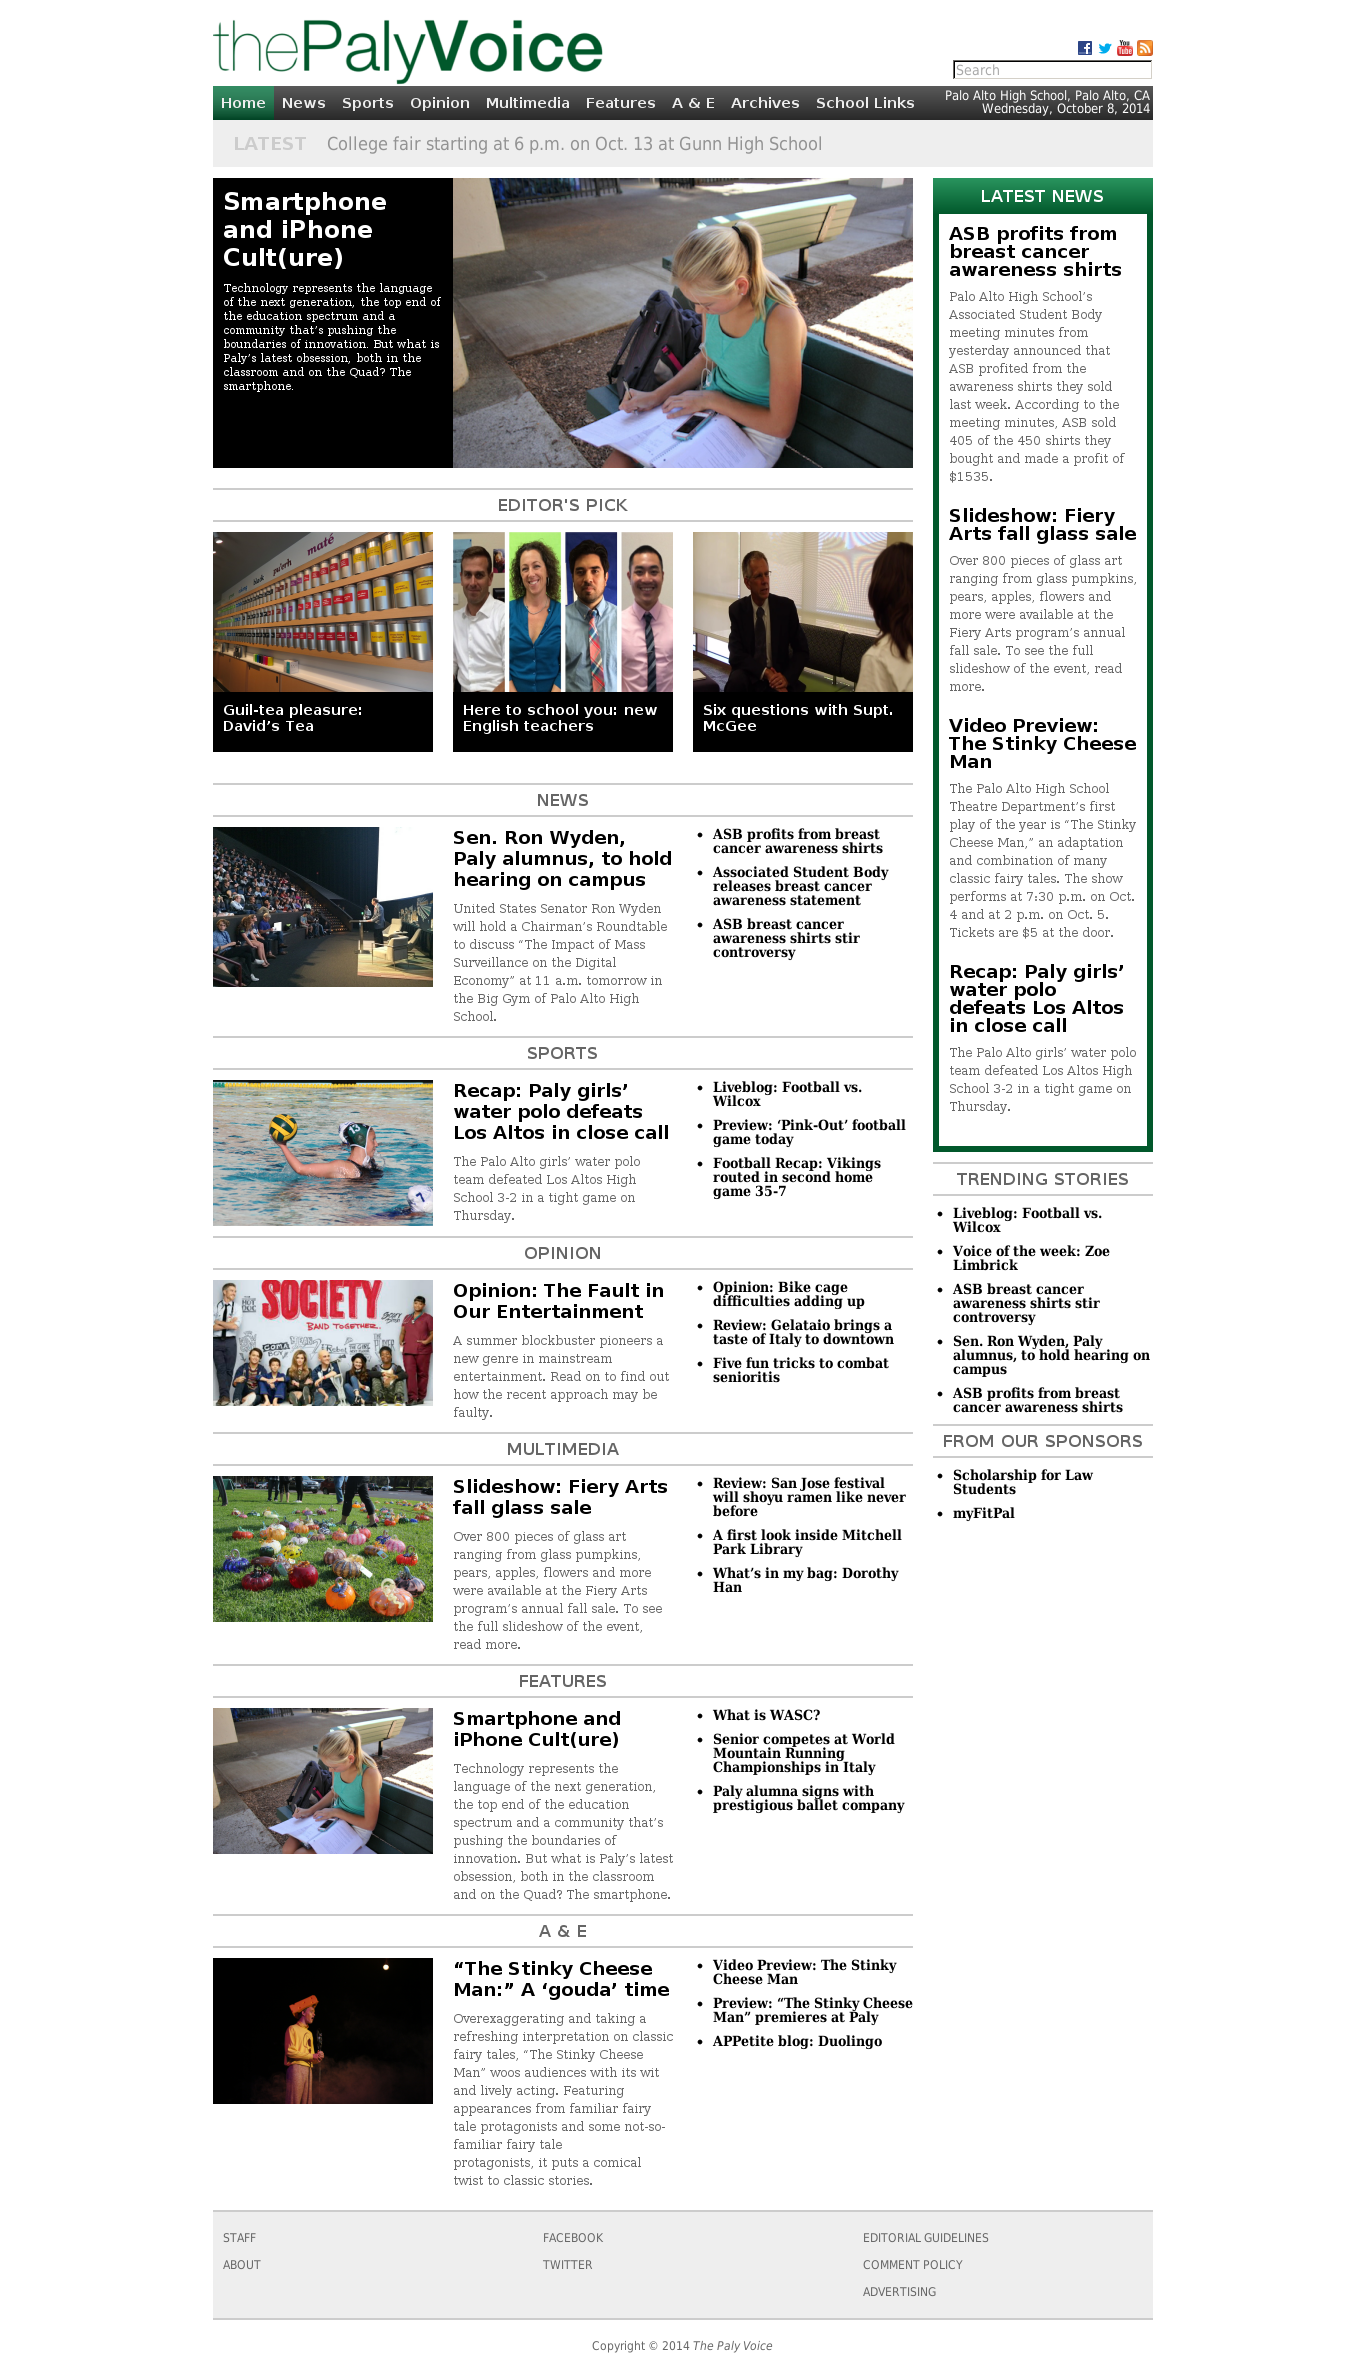 thePalyVoice
Search
Home News Sports Opinion Multimedia Features A & E Archives School Links
Palo Alto High School, Palo Alto, CA
Wednesday, October 8, 2014
LATEST College fair starting at 6 p.m. on Oct. 13 at Gunn High School
Smartphone
and iPhone
Cult(ure)
Technology represents the language
of the next generation, the top end of
the education spectrum and a
community that’s pushing the
boundaries of innovation. But what is
Paly’s latest obsession, both in the
classroom and on the Quad? The
smartphone.
EDITOR'S PICK
maté
Guil-tea pleasure:
David’s Tea
Here to school you: new
English teachers
Six questions with Supt.
McGee
NEWS
Sen. Ron Wyden,
Paly alumnus, to hold
hearing on campus
United States Senator Ron Wyden
will hold a Chairman’s Roundtable
to discuss “The Impact of Mass
Surveillance on the Digital
Economy” at 11 a.m. tomorrow in
the Big Gym of Palo Alto High
School.
• ASB profits from breast
cancer awareness shirts
• Associated Student Body
releases breast cancer
awareness statement
• ASB breast cancer
awareness shirts stir
controversy
SPORTS
13
7
Recap: Paly girls’
water polo defeats
Los Altos in close call
The Palo Alto girls’ water polo
team defeated Los Altos High
School 3-2 in a tight game on
Thursday.
• Liveblog: Football vs.
Wilcox
• Preview: ‘Pink-Out’ football
game today
• Football Recap: Vikings
routed in second home
game 35-7
OPINION
SOCIETY
BAND TOGETHER.
Opinion: The Fault in
Our Entertainment
A summer blockbuster pioneers a
new genre in mainstream
entertainment. Read on to find out
how the recent approach may be
faulty.
• Opinion: Bike cage
difficulties adding up
• Review: Gelataio brings a
taste of Italy to downtown
• Five fun tricks to combat
senioritis
MULTIMEDIA
Slideshow: Fiery Arts
fall glass sale
Over 800 pieces of glass art
ranging from glass pumpkins,
pears, apples, flowers and more
were available at the Fiery Arts
program’s annual fall sale. To see
the full slideshow of the event,
read more.
• Review: San Jose festival
will shoyu ramen like never
before
• A first look inside Mitchell
Park Library
• What’s in my bag: Dorothy
Han
FEATURES
Smartphone and
iPhone Cult(ure)
Technology represents the
language of the next generation,
the top end of the education
spectrum and a community that’s
pushing the boundaries of
innovation. But what is Paly’s latest
obsession, both in the classroom
and on the Quad? The smartphone.
• What is WASC?
• Senior competes at World
Mountain Running
Championships in Italy
• Paly alumna signs with
prestigious ballet company
A & E
“The Stinky Cheese
Man:” A ‘gouda’ time
Overexaggerating and taking a
refreshing interpretation on classic
fairy tales, “The Stinky Cheese
Man” woos audiences with its wit
and lively acting. Featuring
appearances from familiar fairy
tale protagonists and some not-so-
familiar fairy tale
protagonists, it puts a comical
twist to classic stories.
• Video Preview: The Stinky
Cheese Man
• Preview: “The Stinky Cheese
Man” premieres at Paly
• APPetite blog: Duolingo
LATEST NEWS
ASB profits from
breast cancer
awareness shirts
Palo Alto High School’s
Associated Student Body
meeting minutes from
yesterday announced that
ASB profited from the
awareness shirts they sold
last week. According to the
meeting minutes, ASB sold
405 of the 450 shirts they
bought and made a profit of
$1535.
Slideshow: Fiery
Arts fall glass sale
Over 800 pieces of glass art
ranging from glass pumpkins,
pears, apples, flowers and
more were available at the
Fiery Arts program’s annual
fall sale. To see the full
slideshow of the event, read
more.
Video Preview:
The Stinky Cheese
Man
The Palo Alto High School
Theatre Department’s first
play of the year is “The Stinky
Cheese Man,” an adaptation
and combination of many
classic fairy tales. The show
performs at 7:30 p.m. on Oct.
4 and at 2 p.m. on Oct. 5.
Tickets are $5 at the door.
Recap: Paly girls’
water polo
defeats Los Altos
in close call
The Palo Alto girls’ water polo
team defeated Los Altos High
School 3-2 in a tight game on
Thursday.
TRENDING STORIES
• Liveblog: Football vs.
Wilcox
• Voice of the week: Zoe
Limbrick
• ASB breast cancer
awareness shirts stir
controversy
• Sen. Ron Wyden, Paly
alumnus, to hold hearing on
campus
• ASB profits from breast
cancer awareness shirts
FROM OUR SPONSORS
• Scholarship for Law
Students
• myFitPal
STAFF
ABOUT
FACEBOOK
TWITTER
EDITORIAL GUIDELINES
COMMENT POLICY
ADVERTISING
Copyright © 2014 The Paly Voice